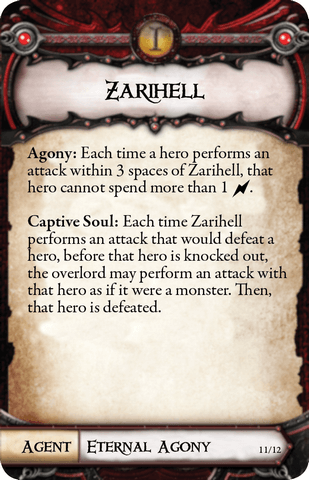 I
Zarihell
Agony: Each time a hero performs an
attack within 3 spaces of Zarihell, that
hero cannot spend more than 1 .
Captive Soul: Each time Zarihell
performs an attack that would defeat a
hero, before that hero is knocked out,
the overlord may perform an attack with
that hero as if it were a monster. Then,
that hero is defeated.
Agent Eternal Agony 11/12